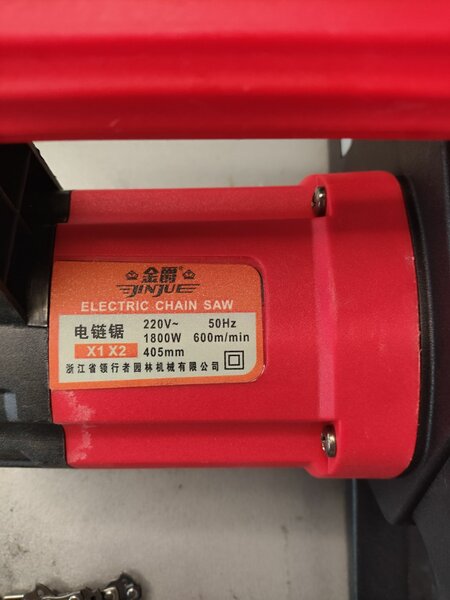 金爵®
JINJUE
ELECTRIC CHAIN SAW
电链锯 220V~ 50Hz
1800W 600m/min
X1 X2 405mm
浙江省领行者园林机械有限公司